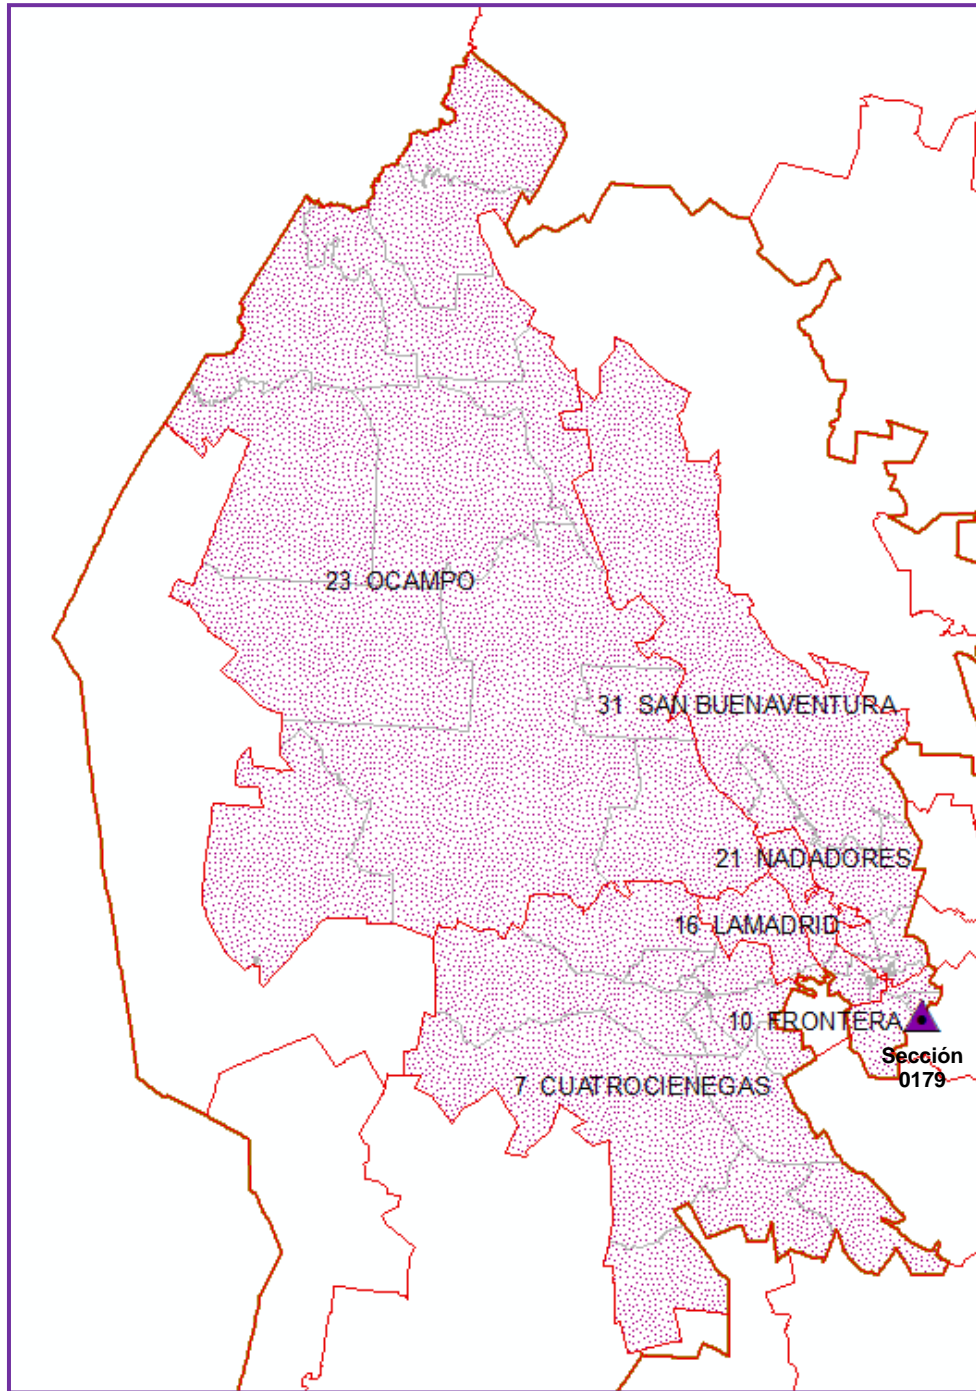 23 OCAMPO
31 SAN BUENAVENTURA
21 NADADORES
16 LAMADRID
10 FRONTERA
Sección
0179
7 CUATROCIENEGAS